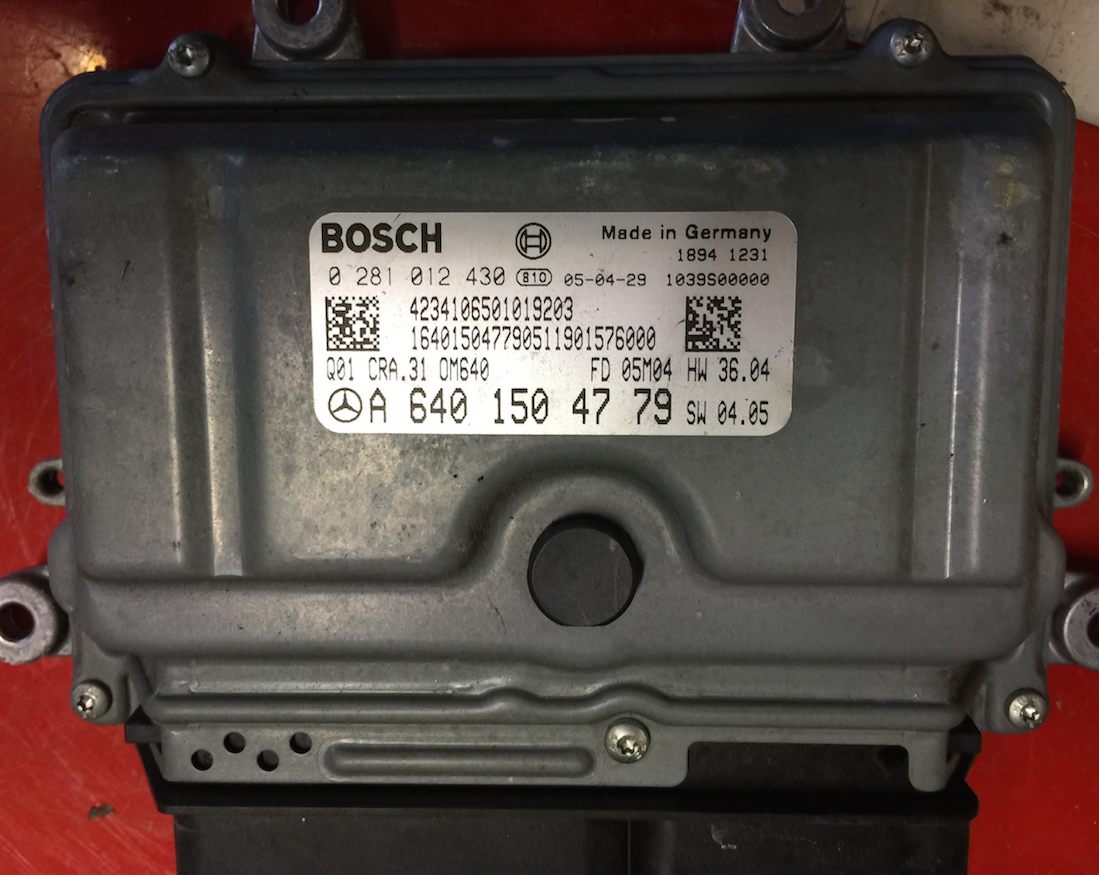 BOSCH Made in Germany
1894 1231
0 281 012 430 810 05-04-29 1039S00000
4234106501019203
164015047790511901576000
Q01 CRA.31 OM640 FD 05M04 HW 36.04
A 640 150 47 79 SW 04.05